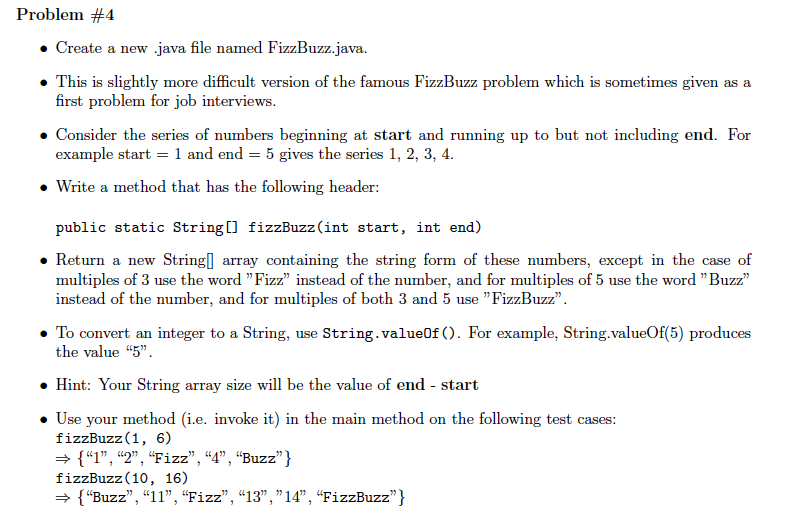 Problem #4
• Create a new .java file named FizzBuzz.java.
• This is slightly more difficult version of the famous FizzBuzz problem which is sometimes given as a
first problem for job interviews.
• Consider the series of numbers beginning at start and running up to but not including end. For
example start = 1 and end = 5 gives the series 1, 2, 3, 4.
• Write a method that has the following header:
public static String[] fizzBuzz(int start, int end)
• Return a new String[] array containing the string form of these numbers, except in the case of
multiples of 3 use the word ”Fizz” instead of the number, and for multiples of 5 use the word ”Buzz”
instead of the number, and for multiples of both 3 and 5 use ”FizzBuzz”.
• To convert an integer to a String, use String.valueOf(). For example, String.valueOf(5) produces
the value “5”.
• Hint: Your String array size will be the value of end - start
• Use your method (i.e. invoke it) in the main method on the following test cases:
fizzBuzz(1, 6)
⇒ {“1”, “2”, “Fizz”, “4”, “Buzz”}
fizzBuzz(10, 16)
⇒ {“Buzz”, “11”, “Fizz”, “13”, ”14”, “FizzBuzz”}